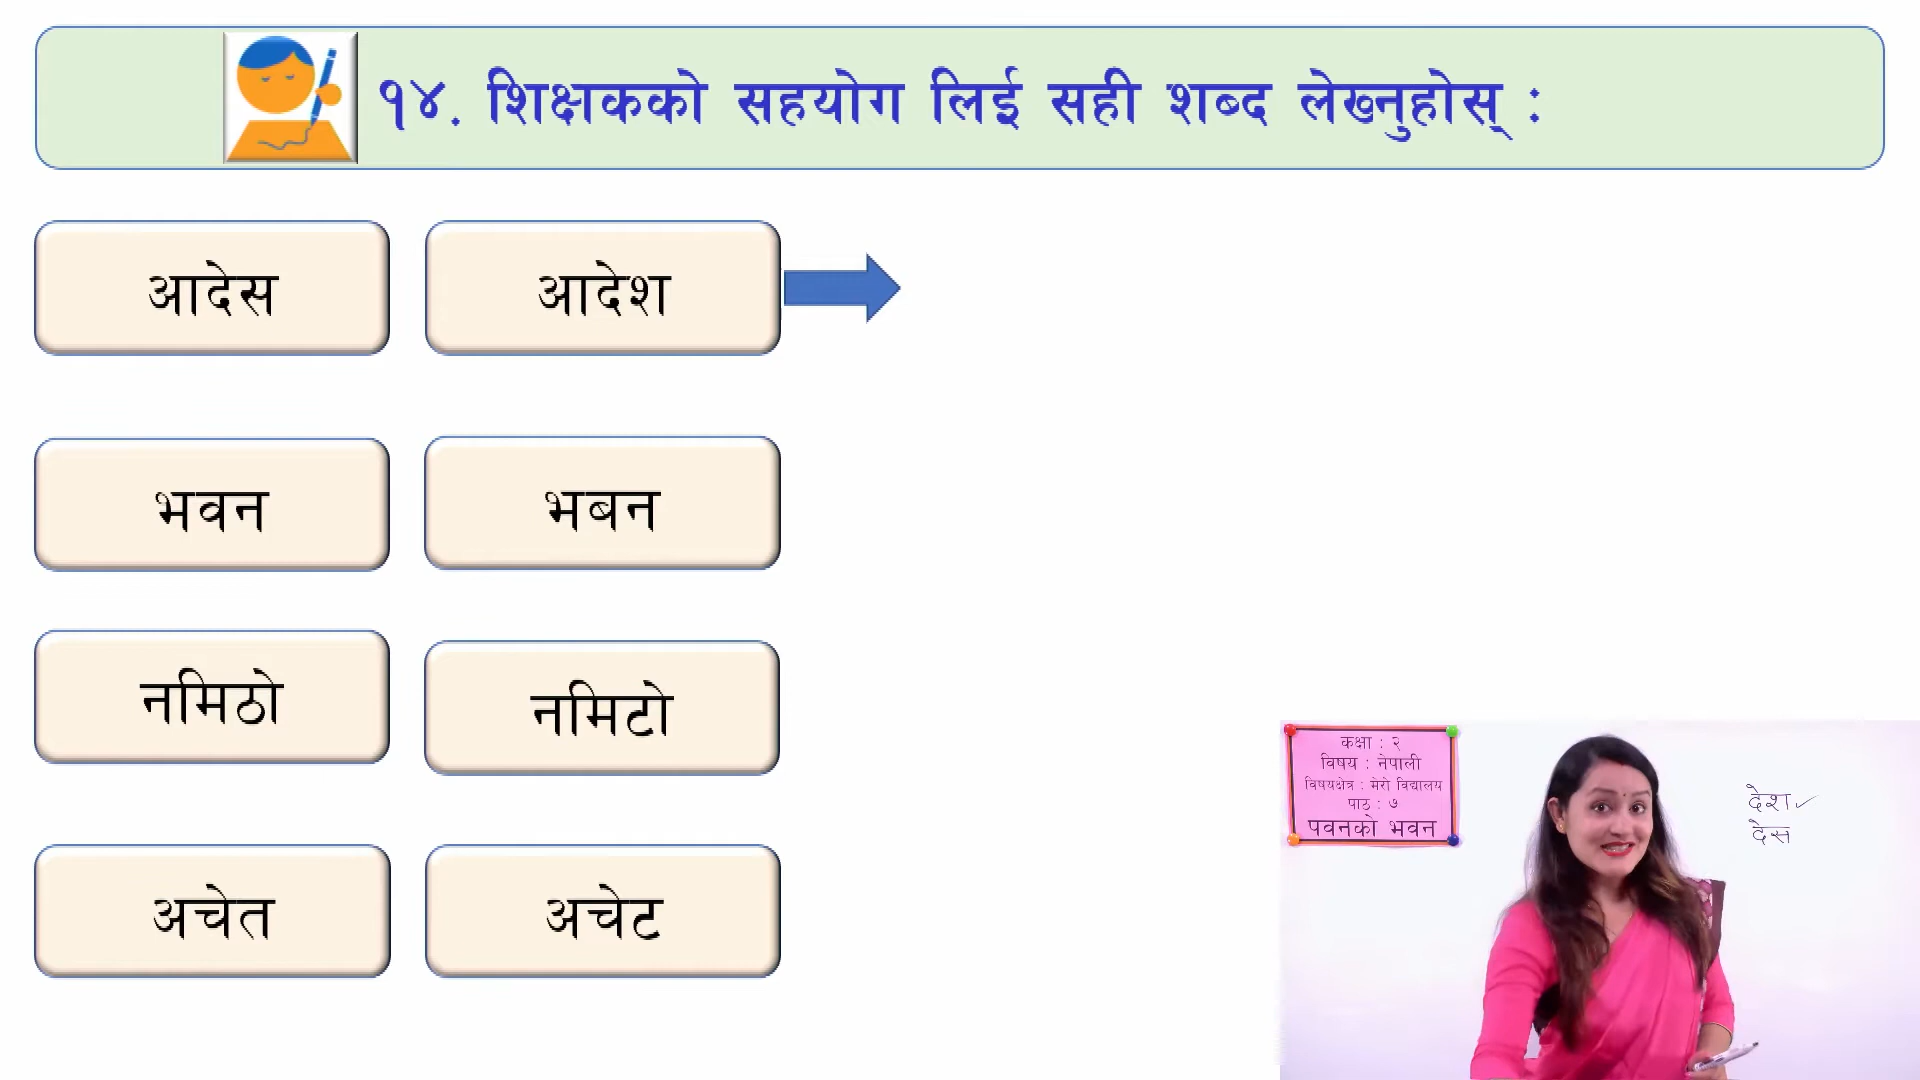 १४. शिक्षकको सहयोग लिई सही शब्द लेख्नुहोस् :
आदेस आदेश
भवन भबन
नमिठो नमिटो
अचेत अचेट
कक्षा : २
विषय : नेपाली
विषयक्षेत्र : मेरो विद्यालय
पाठ : ७
पवनको भवन
देश ✓
देस